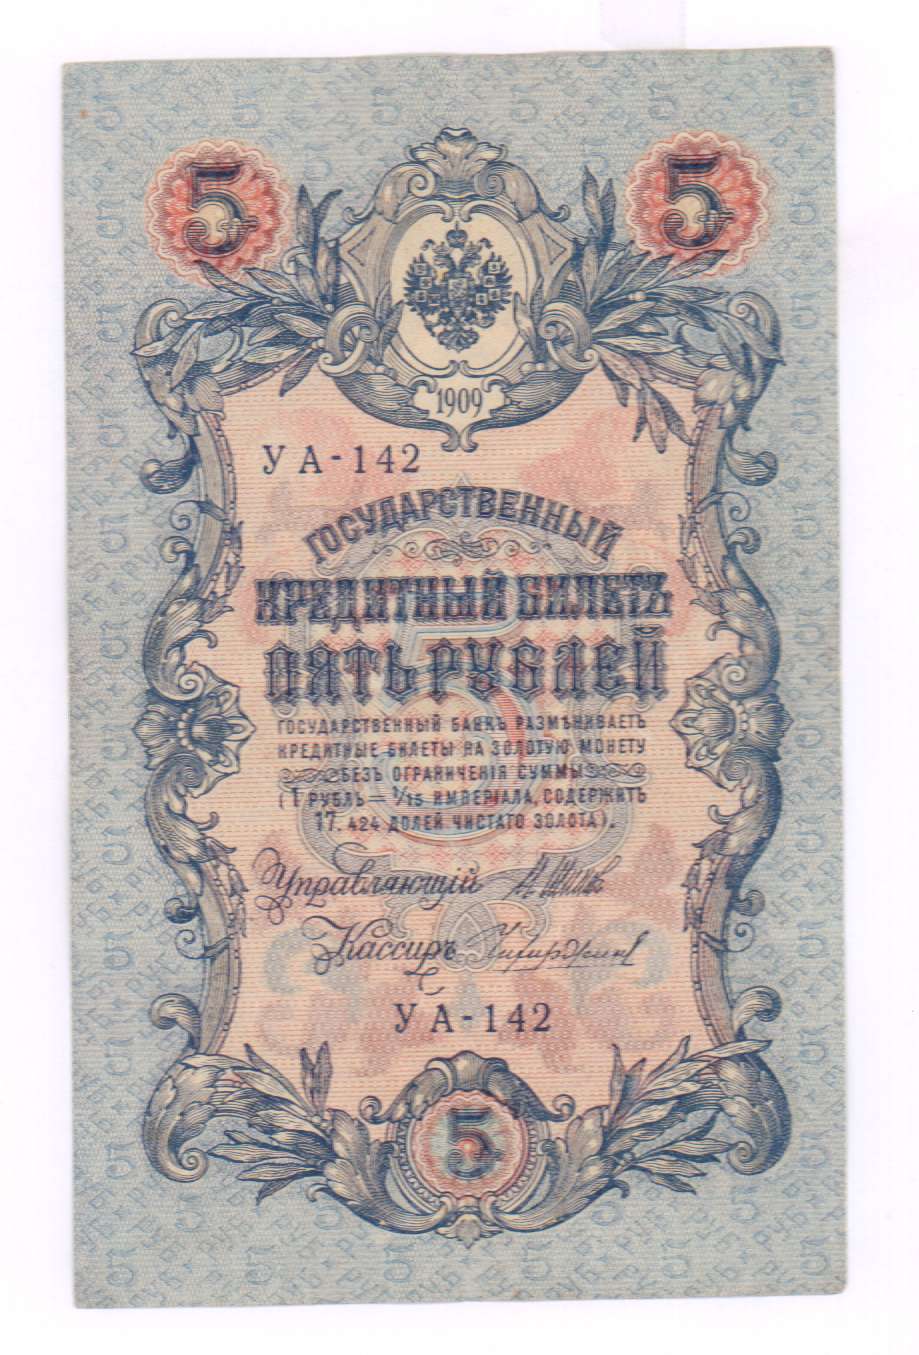 5 5
1909
УА-142
ГОСУДАРСТВЕННЫЙ
КРЕДИТНЫЙ БИЛЕТЪ
ПЯТЬ РУБЛЕЙ
ГОСУДАРСТВЕННЫЙ БАНКЪ РАЗМѢНИВАЕТЪ
КРЕДИТНЫЕ БИЛЕТЫ НА ЗОЛОТУЮ МОНЕТУ
БЕЗЪ ОГРАНИЧЕНІЯ СУММЫ
(1 РУБЛЬ = 1/15 ИМПЕРІАЛА, СОДЕРЖИТЪ
17.424 ДОЛЕЙ ЧИСТАГО ЗОЛОТА).
Управляющій
Кассиръ
УА-142
5